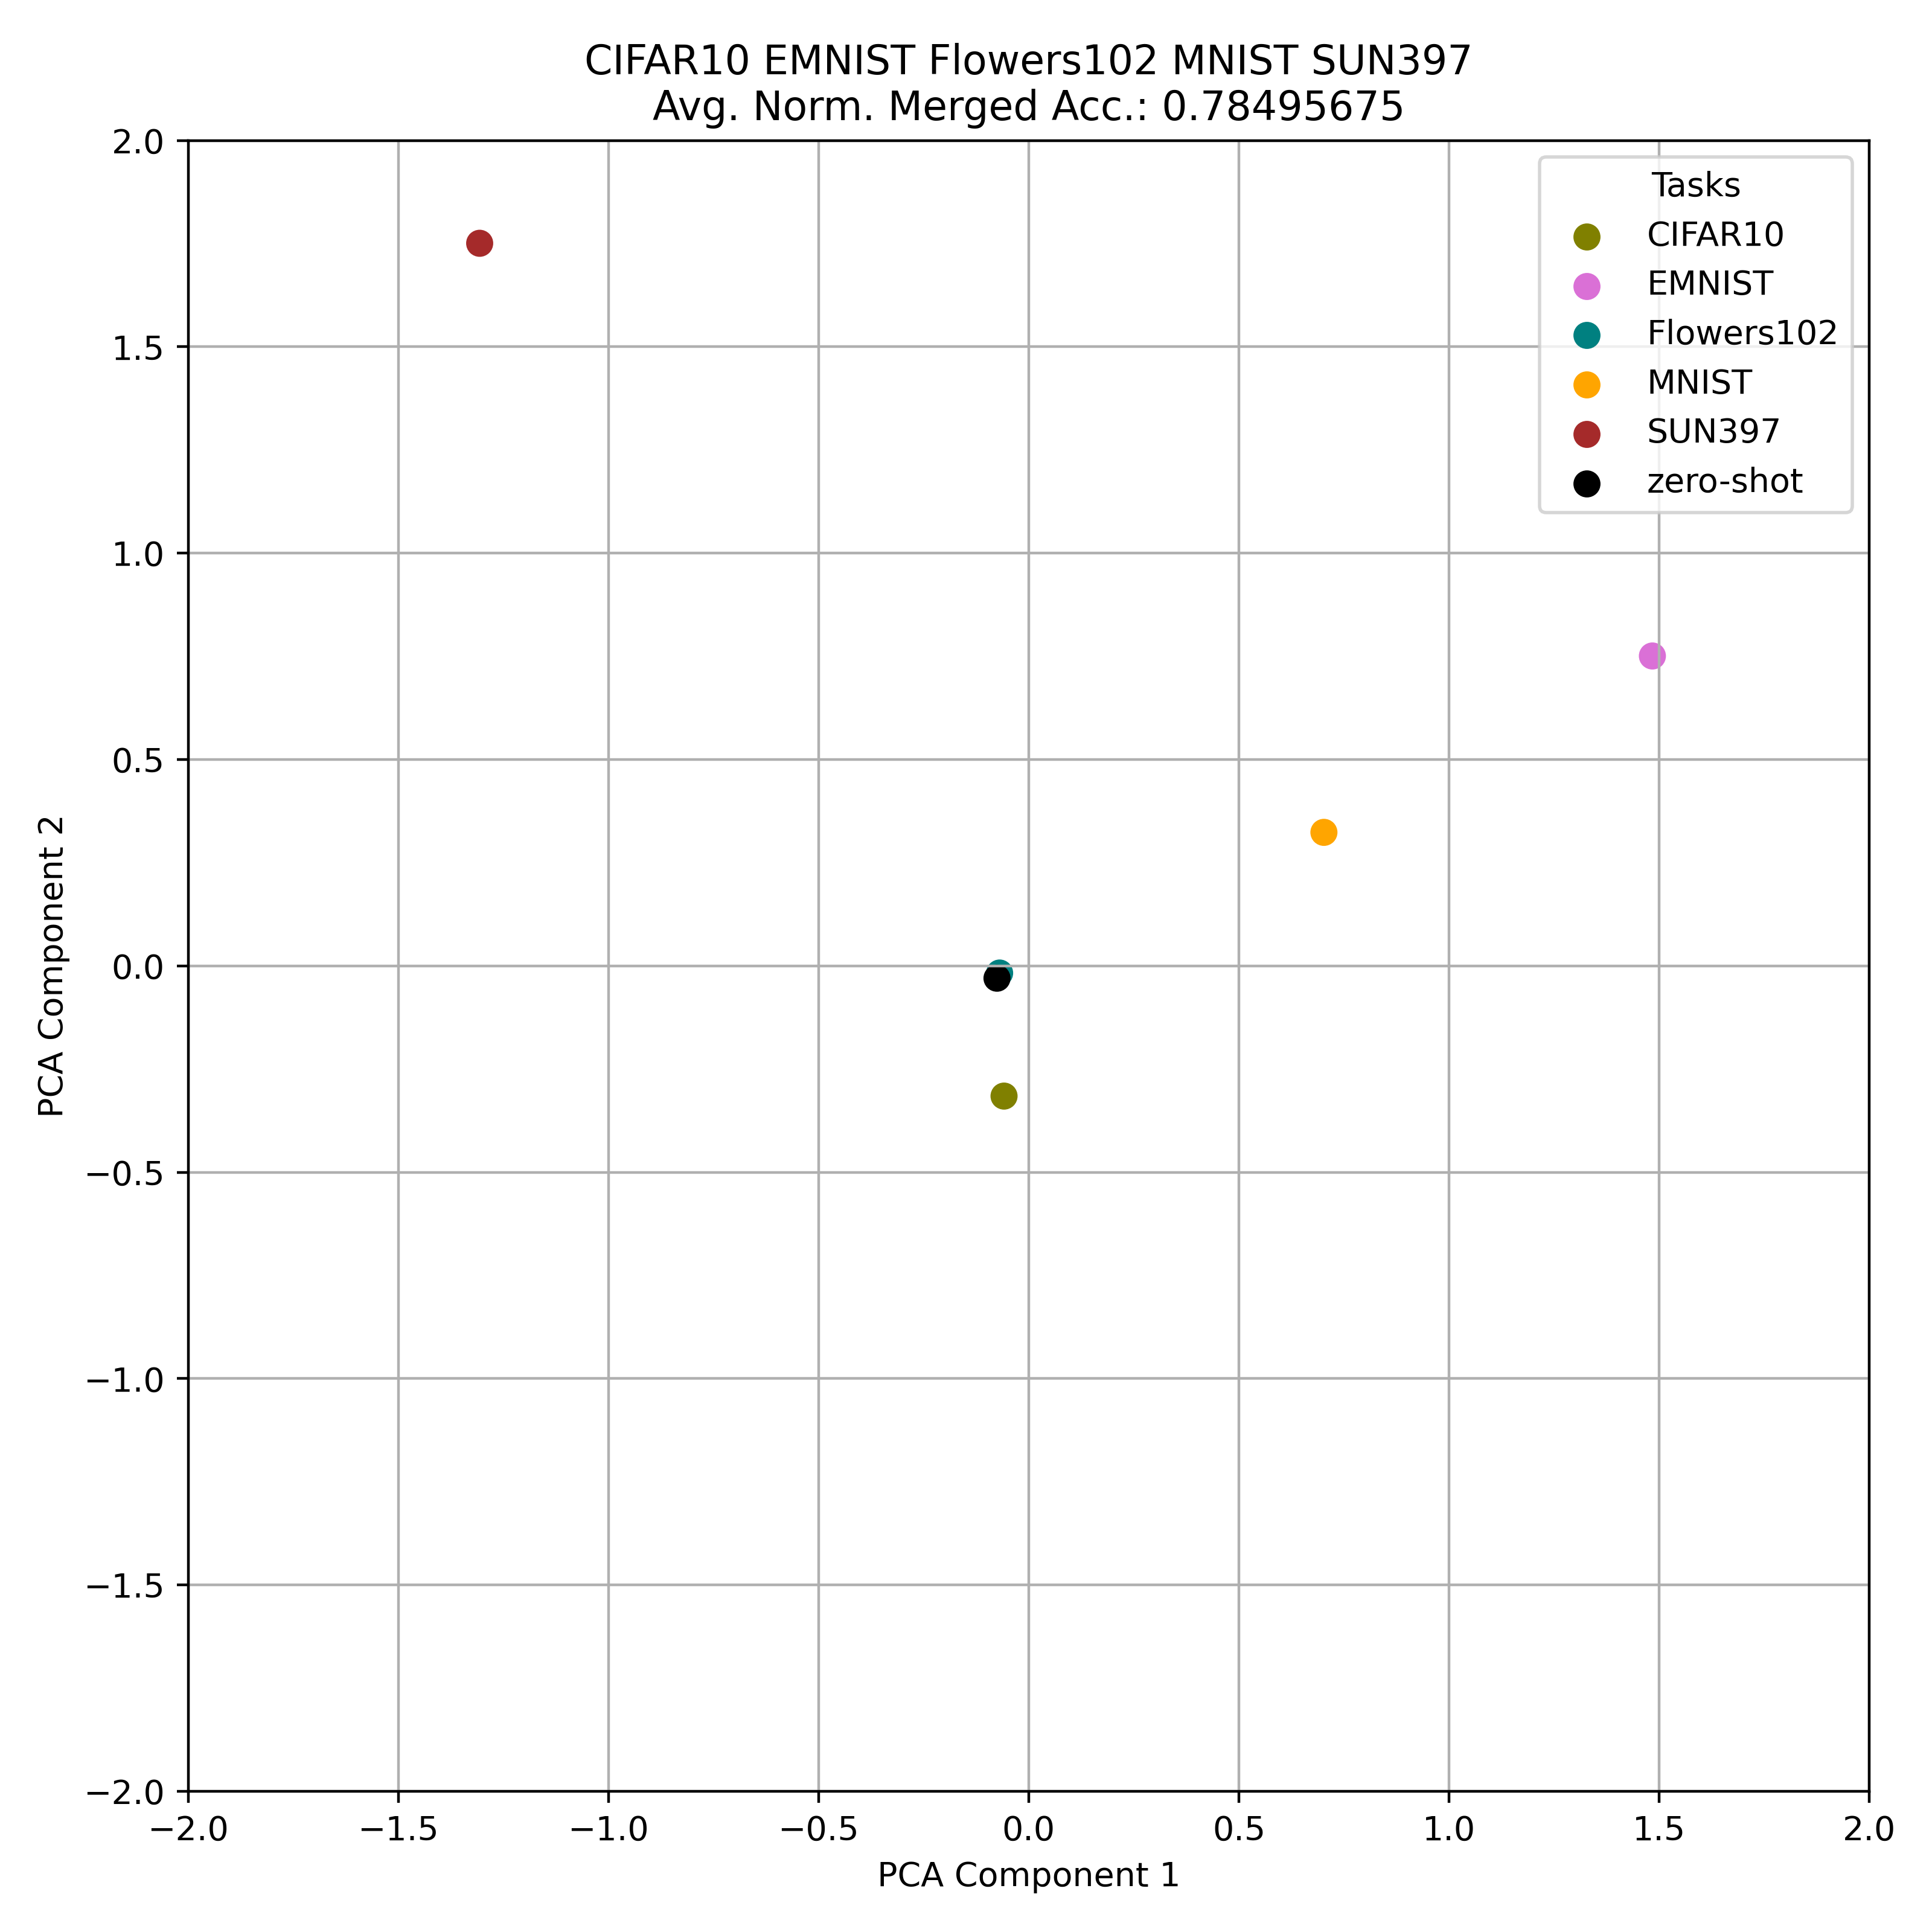 CIFAR10 EMNIST Flowers102 MNIST SUN397
Avg. Norm. Merged Acc.: 0.78495675
Tasks
CIFAR10
EMNIST
Flowers102
MNIST
SUN397
zero-shot
2.0
1.5
1.0
0.5
0.0
−0.5
−1.0
−1.5
−2.0
PCA Component 2
−2.0 −1.5 −1.0 −0.5 0.0 0.5 1.0 1.5 2.0
PCA Component 1